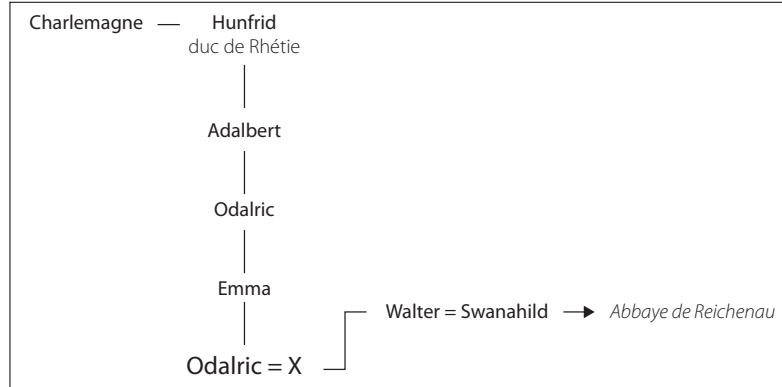 Charlemagne — Hunfrid
duc de Rhétie
Adalbert
Odalric
Emma
Walter = Swanahild → Abbaye de Reichenau
Odalric = X